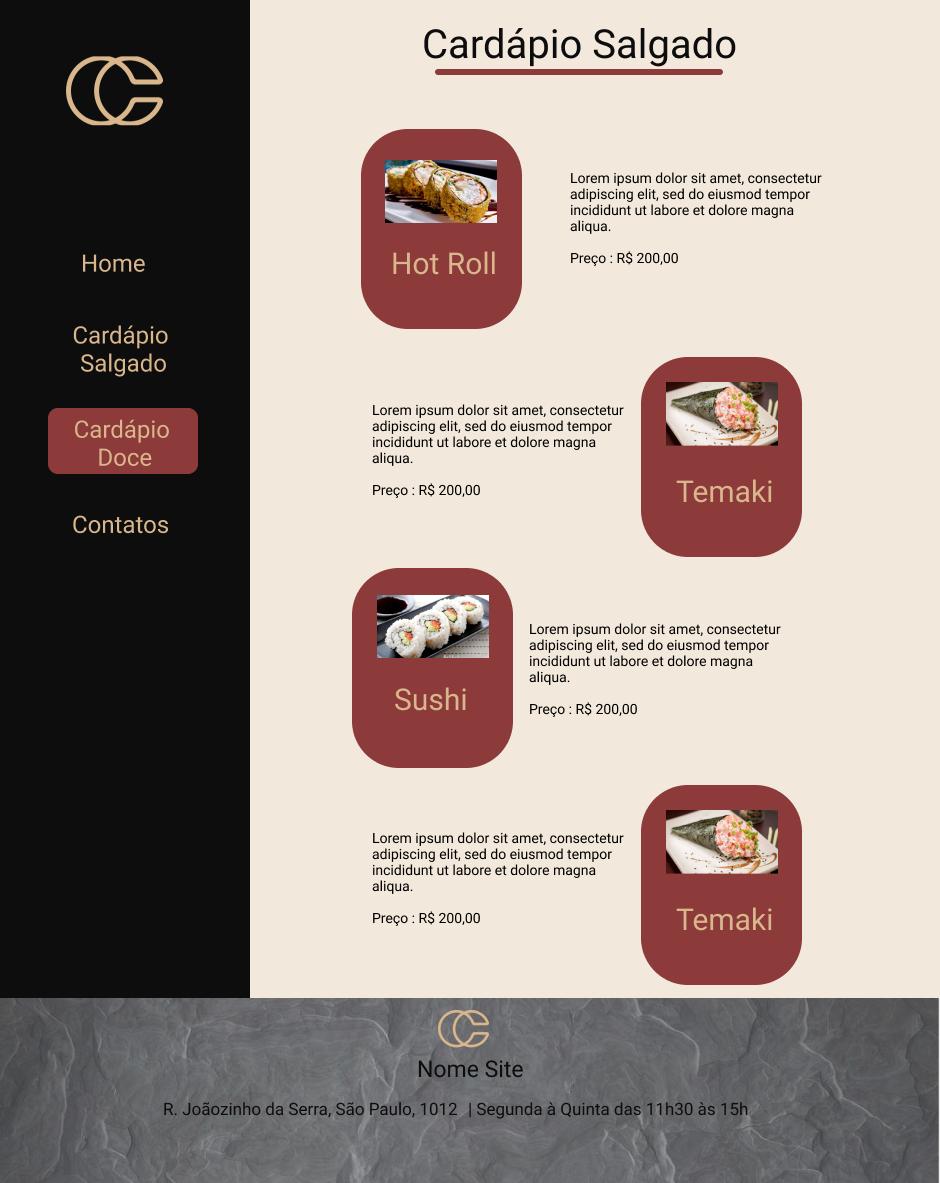 Cardápio Salgado
Home
Cardápio
Salgado
Cardápio
Doce
Contatos
Hot Roll
Lorem ipsum dolor sit amet, consectetur
adipiscing elit, sed do eiusmod tempor
incididunt ut labore et dolore magna
aliqua.
Preço : R$ 200,00
Lorem ipsum dolor sit amet, consectetur
adipiscing elit, sed do eiusmod tempor
incididunt ut labore et dolore magna
aliqua.
Preço : R$ 200,00
Temaki
Sushi
Lorem ipsum dolor sit amet, consectetur
adipiscing elit, sed do eiusmod tempor
incididunt ut labore et dolore magna
aliqua.
Preço : R$ 200,00
Lorem ipsum dolor sit amet, consectetur
adipiscing elit, sed do eiusmod tempor
incididunt ut labore et dolore magna
aliqua.
Preço : R$ 200,00
Temaki
Nome Site
R. Joãozinho da Serra, São Paulo, 1012 | Segunda à Quinta das 11h30 às 15h